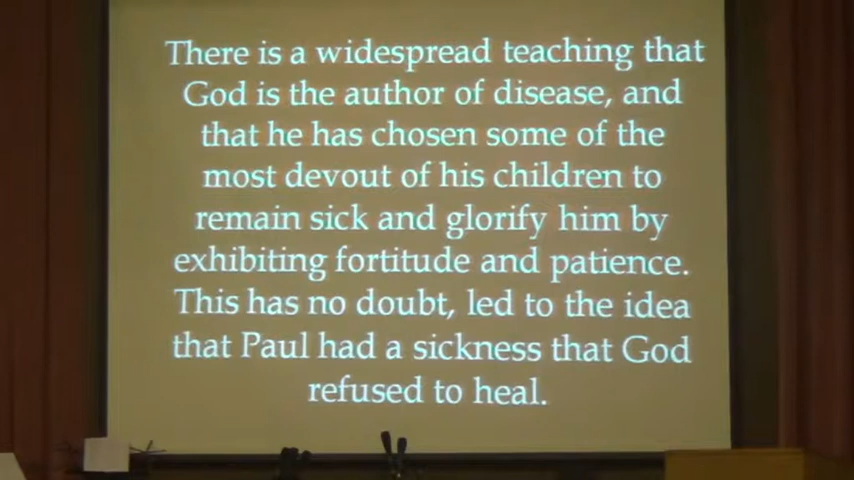 There is a widespread teaching that
God is the author of disease, and
that he has chosen some of the
most devout of his children to
remain sick and glorify him by
exhibiting fortitude and patience.
This has no doubt, led to the idea
that Paul had a sickness that God
refused to heal.